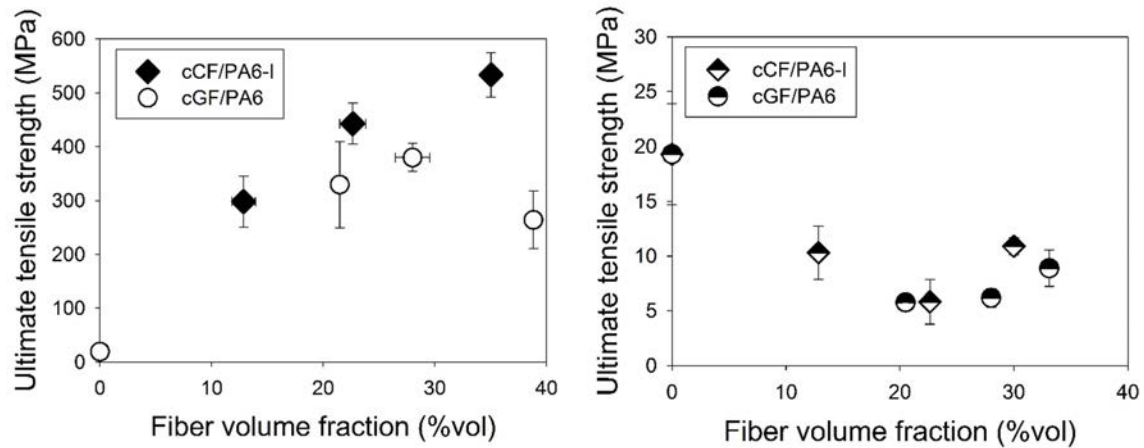 Ultimate tensile strength (MPa)
600
500
400
300
200
100
0
cCF/PA6-I
cGF/PA6
0 10 20 30 40
Fiber volume fraction (%vol)
Ultimate tensile strength (MPa)
30
25
20
15
10
5
0
cCF/PA6-I
cGF/PA6
0 10 20 30 40
Fiber volume fraction (%vol)